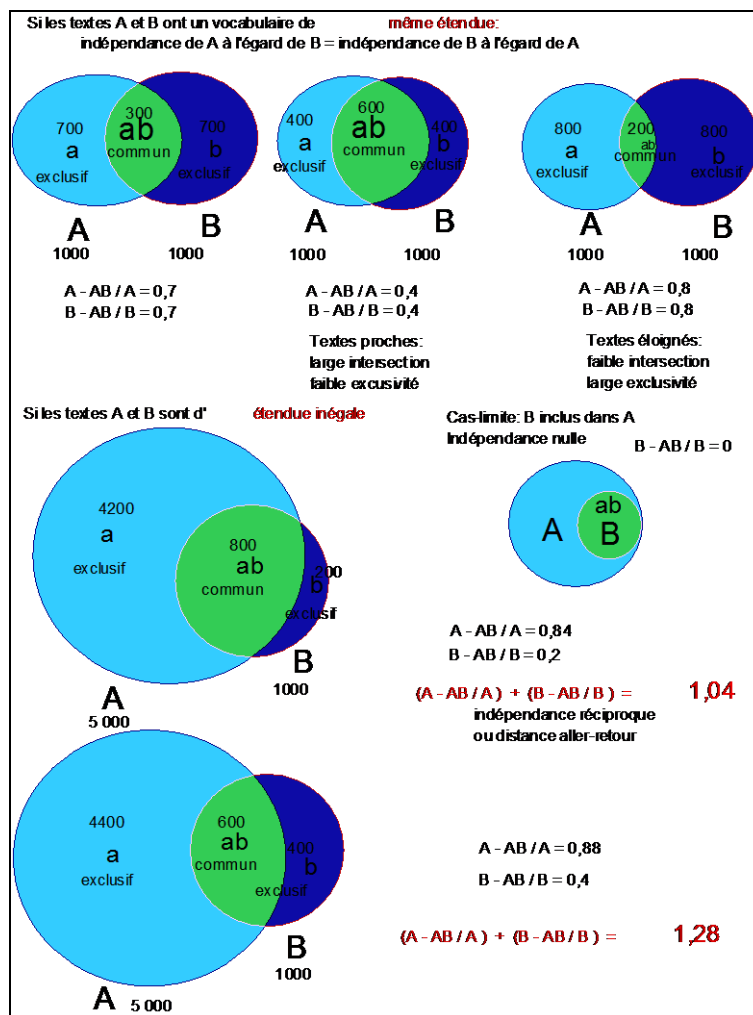 Si les textes A et B ont un vocabulaire de même étendue:
indépendance de A à l'égard de B = indépendance de B à l'égard de A
700 300 700
a ab b
exclusif commun exclusif
A B
1000 1000
A - AB / A = 0,7
B - AB / B = 0,7
400 600 400
a ab b
exclusif commun exclusif
A B
1000 1000
A - AB / A = 0,4
B - AB / B = 0,4
Textes proches:
large intersection
faible excusivité
800 200 800
a ab b
exclusif commun exclusif
A B
1000 1000
A - AB / A = 0,8
B - AB / B = 0,8
Textes éloignés:
faible intersection
large exclusivité
Si les textes A et B sont d' étendue inégale
4200 800 200
a ab b
exclusif commun exclusif
A B
5 000 1000
Cas-limite: B inclus dans A
Indépendance nulle
B - AB / B = 0
ab
A B
A - AB / A = 0,84
B - AB / B = 0,2
(A - AB / A ) + (B - AB / B ) = 1,04
indépendance réciproque
ou distance aller-retour
4400 600 400
a ab b
exclusif commun exclusif
A B
5 000 1000
A - AB / A = 0,88
B - AB / B = 0,4
(A - AB / A ) + (B - AB / B ) = 1,28